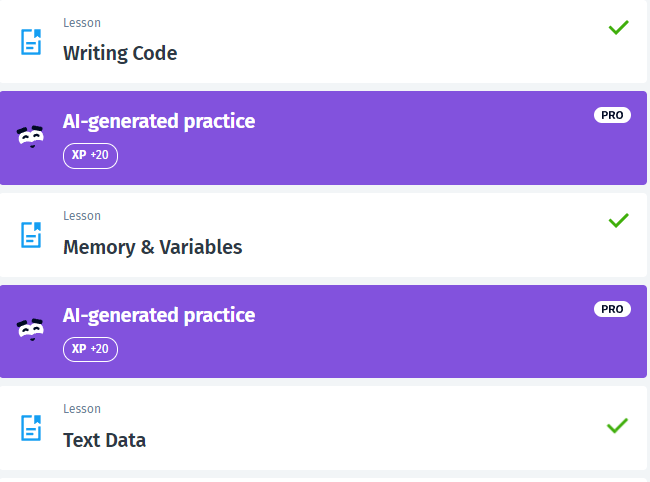 Lesson
Writing Code
AI-generated practice
PRO
XP +20
Lesson
Memory & Variables
AI-generated practice
PRO
XP +20
Lesson
Text Data